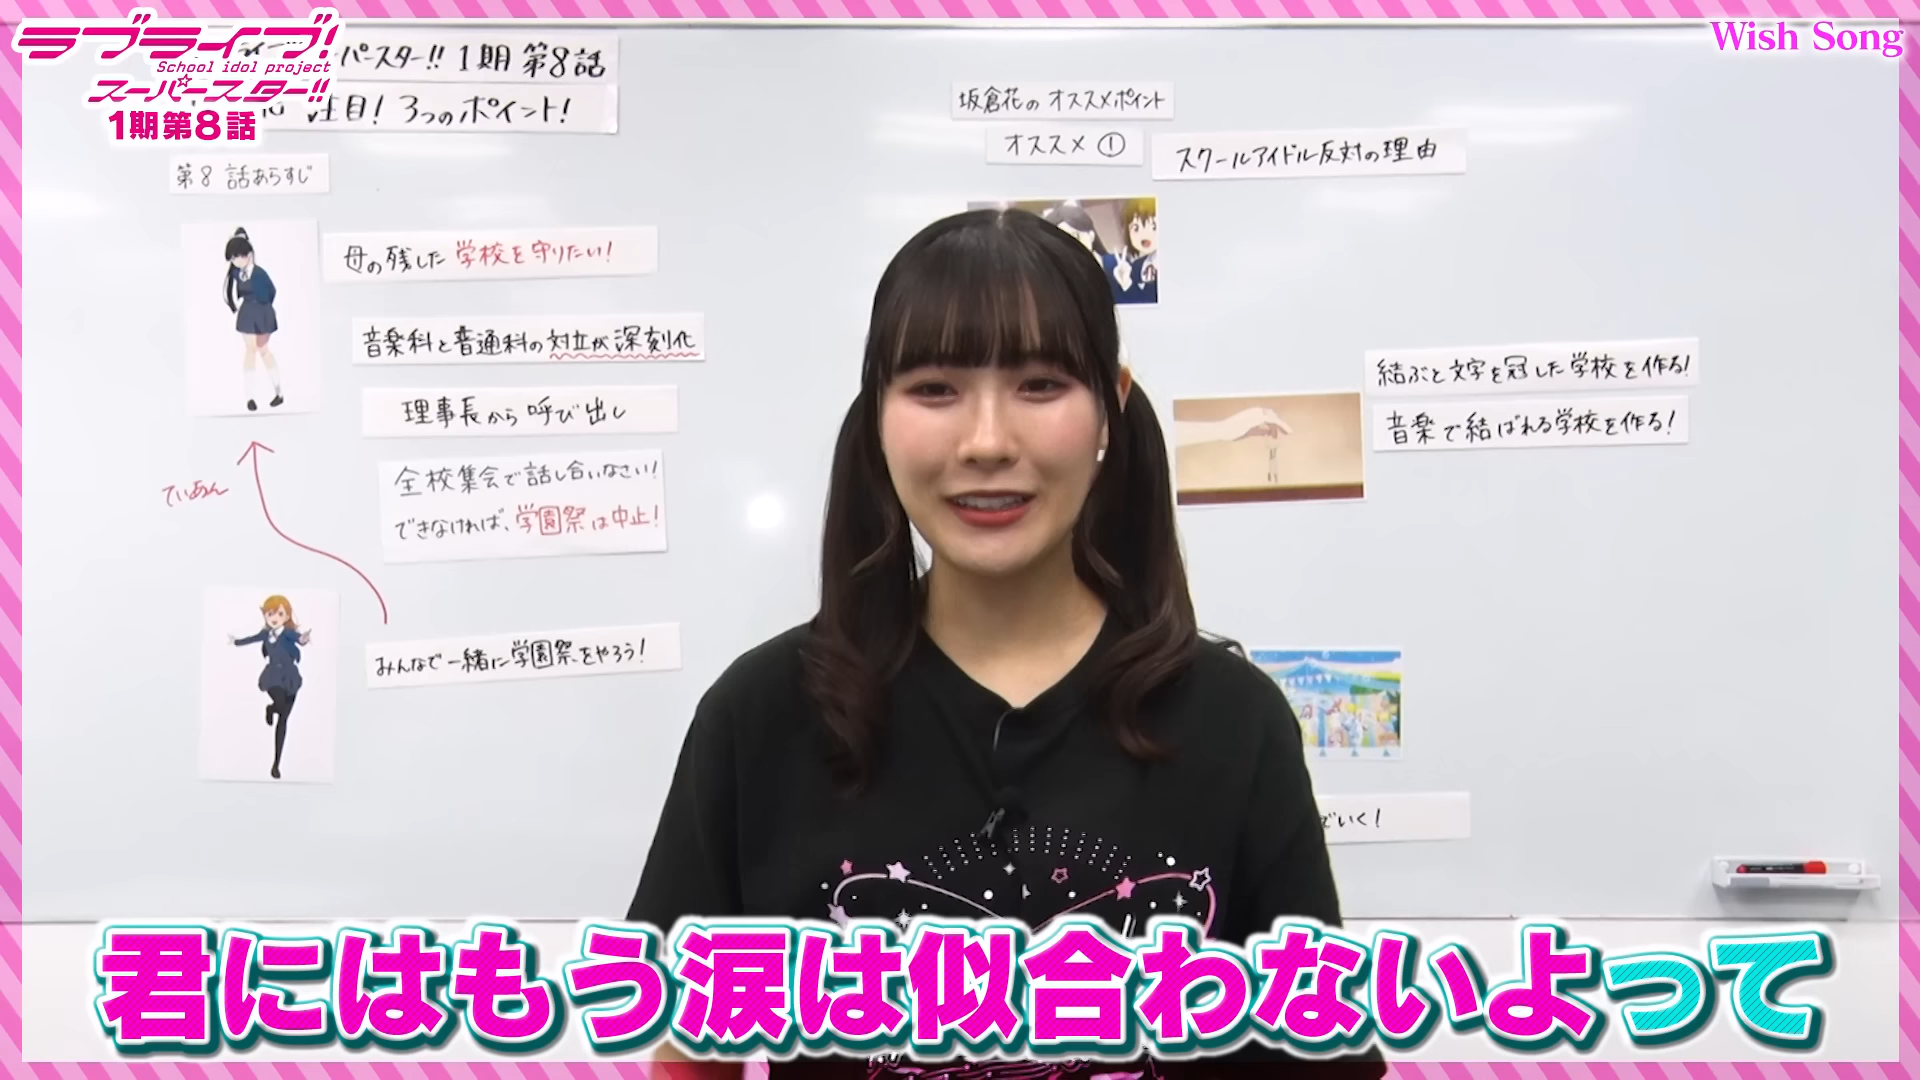 ラブライブ!
School idol project
スーパースター!!
1期第8話
Wish Song
パースター!! 1期 第8話
注目! 3つのポイント!
第8話あらすじ
母の残した学校を守りたい!
音楽科と普通科の対立が深刻化
理事長から呼び出し
全校集会で話し合いなさい!
できなければ、学園祭は中止!
てぃあん
みんなで一緒に学園祭をやろう!
坂倉花のオススメポイント
オススメ①
スクールアイドル反対の理由
結ぶと文字を冠した学校を作る!
音楽で結ばれる学校を作る!
でいく!
君にはもう涙は似合わないよって